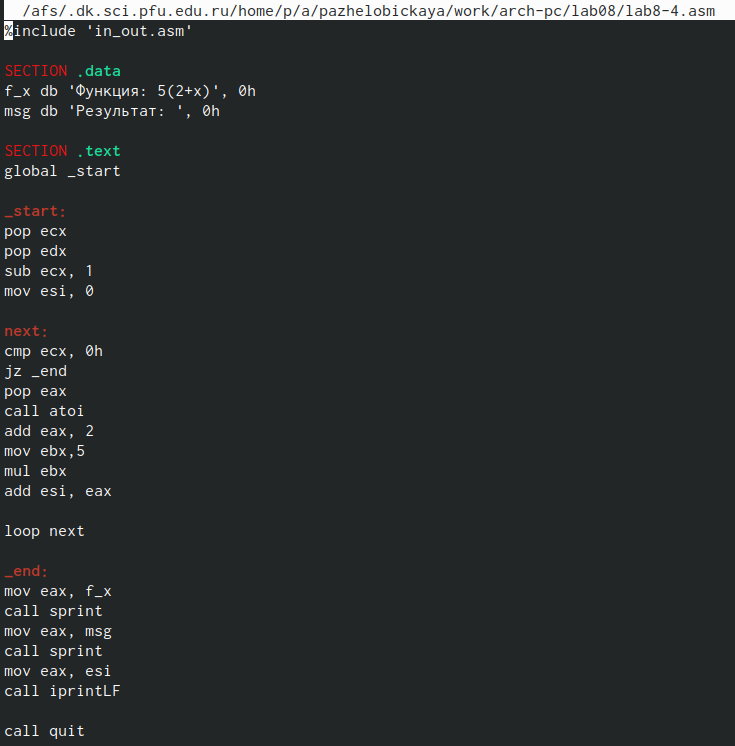 /afs/.dk.sci.pfu.edu.ru/home/p/a/pazhelobickaya/work/arch-pc/lab08/lab8-4.asm
%include 'in_out.asm'
SECTION .data
f_x db 'Функция: 5(2+x)', 0h
msg db 'Результат: ', 0h
SECTION .text
global _start
_start:
pop ecx
pop edx
sub ecx, 1
mov esi, 0
next:
cmp ecx, 0h
jz _end
pop eax
call atoi
add eax, 2
mov ebx,5
mul ebx
add esi, eax
loop next
_end:
mov eax, f_x
call sprint
mov eax, msg
call sprint
mov eax, esi
call iprintLF
call quit